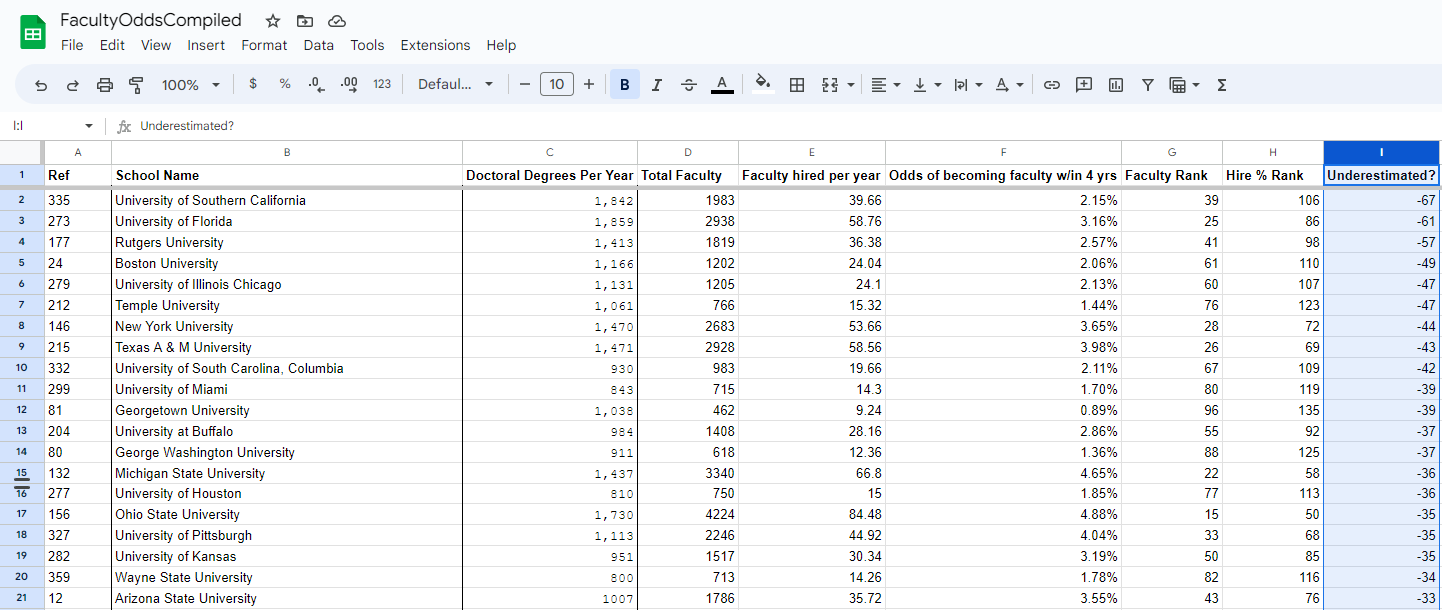 FacultyOddsCompiled
File Edit View Insert Format Data Tools Extensions Help
100% $ % .0 .00 123 Defaul... 10 B I S A A Σ
I:I fx Underestimated?
A B C D E F G H I
1 Ref School Name Doctoral Degrees Per Year Total Faculty Faculty hired per year Odds of becoming faculty w/in 4 yrs Faculty Rank Hire % Rank Underestimated?
2 335 University of Southern California 1,842 1983 39.66 2.15% 39 106 -67
3 273 University of Florida 1,859 2938 58.76 3.16% 25 86 -61
4 177 Rutgers University 1,413 1819 36.38 2.57% 41 98 -57
5 24 Boston University 1,166 1202 24.04 2.06% 61 110 -49
6 279 University of Illinois Chicago 1,131 1205 24.1 2.13% 60 107 -47
7 212 Temple University 1,061 766 15.32 1.44% 76 123 -47
8 146 New York University 1,470 2683 53.66 3.65% 28 72 -44
9 215 Texas A & M University 1,471 2928 58.56 3.98% 26 69 -43
10 332 University of South Carolina, Columbia 930 983 19.66 2.11% 67 109 -42
11 299 University of Miami 843 715 14.3 1.70% 80 119 -39
12 81 Georgetown University 1,038 462 9.24 0.89% 96 135 -39
13 204 University at Buffalo 984 1408 28.16 2.86% 55 92 -37
14 80 George Washington University 911 618 12.36 1.36% 88 125 -37
15 132 Michigan State University 1,437 3340 66.8 4.65% 22 58 -36
16 277 University of Houston 810 750 15 1.85% 77 113 -36
17 156 Ohio State University 1,730 4224 84.48 4.88% 15 50 -35
18 327 University of Pittsburgh 1,113 2246 44.92 4.04% 33 68 -35
19 282 University of Kansas 951 1517 30.34 3.19% 50 85 -35
20 359 Wayne State University 800 713 14.26 1.78% 82 116 -34
21 12 Arizona State University 1007 1786 35.72 3.55% 43 76 -33